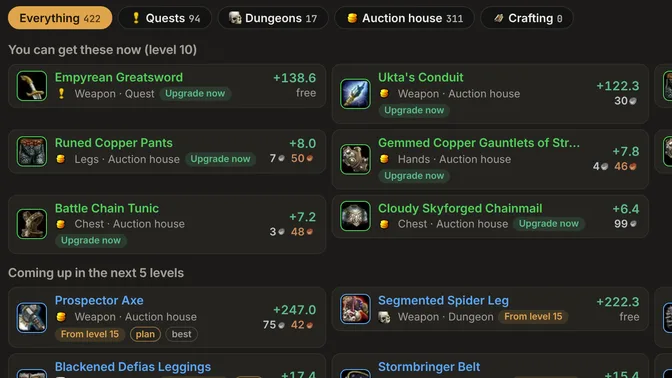 Everything 422 Quests 94 Dungeons 17 Auction house 311 Crafting 0
You can get these now (level 10)
Empyrean Greatsword +138.6
Weapon · Quest Upgrade now free
Ukta's Conduit +122.3
Weapon · Auction house 30
Upgrade now
Runed Copper Pants +8.0
Legs · Auction house Upgrade now 7 50
Gemmed Copper Gauntlets of Str... +7.8
Hands · Auction house 4 46
Upgrade now
Battle Chain Tunic +7.2
Chest · Auction house 3 48
Upgrade now
Cloudy Skyforged Chainmail +6.4
Chest · Auction house Upgrade now 99
Coming up in the next 5 levels
Prospector Axe +247.0
Weapon · Auction house 75 42
From level 15 plan best
Segmented Spider Leg +222.3
Weapon · Dungeon From level 15 free
Blackened Defias Leggings +17.4
Stormbringer Belt +15.4